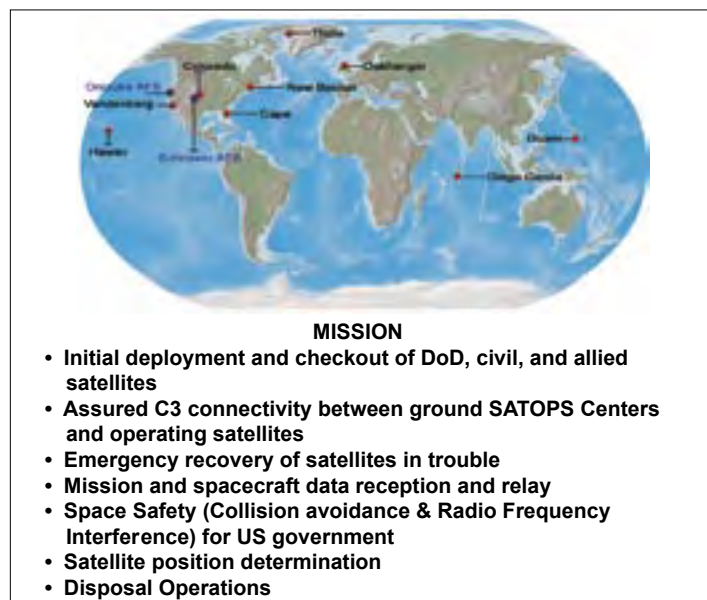 Thule
Colorado
Oakhanger
New Boston
Vandenberg
Cape
Guam
Hawaii
Diego Garcia
MISSION
• Initial deployment and checkout of DoD, civil, and allied
satellites
• Assured C3 connectivity between ground SATOPS Centers
and operating satellites
• Emergency recovery of satellites in trouble
• Mission and spacecraft data reception and relay
• Space Safety (Collision avoidance & Radio Frequency
Interference) for US government
• Satellite position determination
• Disposal Operations